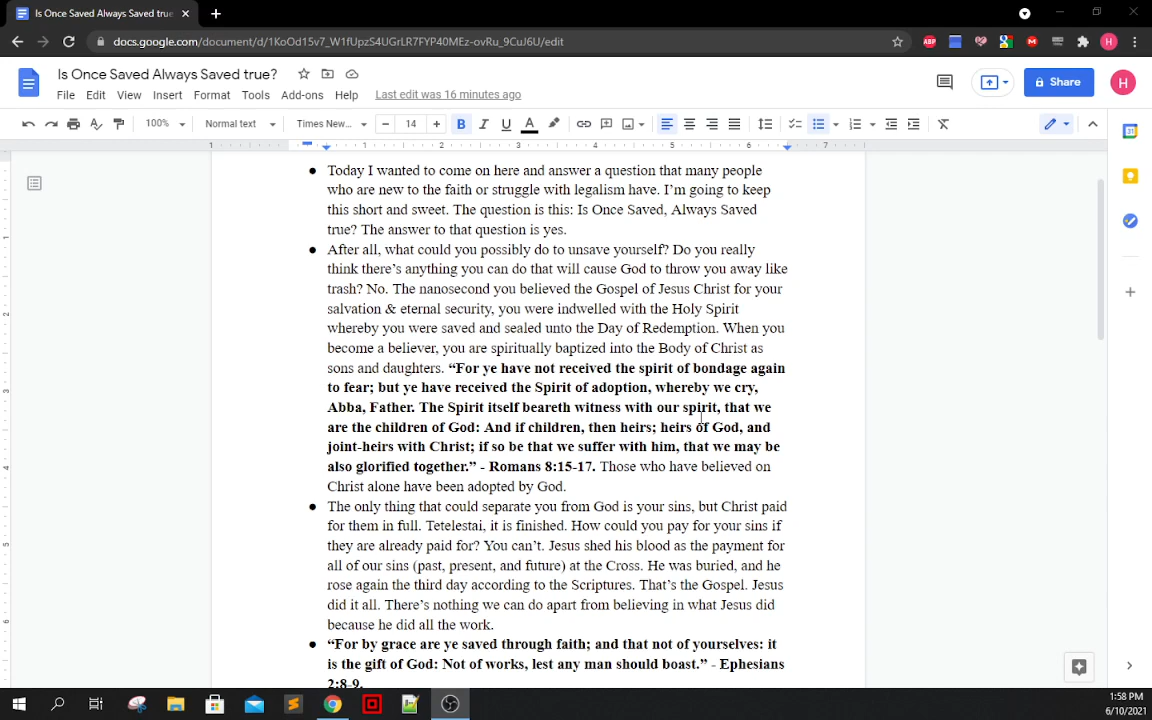 Is Once Saved Always Saved true
docs.google.com/document/d/1KoOd15v7_W1fUpzS4UGrLR7FYP40MEz-ovRu_9CuJ6U/edit
Is Once Saved Always Saved true?
File Edit View Insert Format Tools Add-ons Help Last edit was 16 minutes ago
Share
H
100% Normal text Times New... 14 B I U A
1 1 2 3 4 5 6 7
• Today I wanted to come on here and answer a question that many people
who are new to the faith or struggle with legalism have. I’m going to keep
this short and sweet. The question is this: Is Once Saved, Always Saved
true? The answer to that question is yes.
• After all, what could you possibly do to unsave yourself? Do you really
think there’s anything you can do that will cause God to throw you away like
trash? No. The nanosecond you believed the Gospel of Jesus Christ for your
salvation & eternal security, you were indwelled with the Holy Spirit
whereby you were saved and sealed unto the Day of Redemption. When you
become a believer, you are spiritually baptized into the Body of Christ as
sons and daughters. “For ye have not received the spirit of bondage again
to fear; but ye have received the Spirit of adoption, whereby we cry,
Abba, Father. The Spirit itself beareth witness with our spirit, that we
are the children of God: And if children, then heirs; heirs of God, and
joint-heirs with Christ; if so be that we suffer with him, that we may be
also glorified together.” - Romans 8:15-17. Those who have believed on
Christ alone have been adopted by God.
• The only thing that could separate you from God is your sins, but Christ paid
for them in full. Tetelestai, it is finished. How could you pay for your sins if
they are already paid for? You can’t. Jesus shed his blood as the payment for
all of our sins (past, present, and future) at the Cross. He was buried, and he
rose again the third day according to the Scriptures. That’s the Gospel. Jesus
did it all. There’s nothing we can do apart from believing in what Jesus did
because he did all the work.
• “For by grace are ye saved through faith; and that not of yourselves: it
is the gift of God: Not of works, lest any man should boast.” - Ephesians
2:8-9.
1:58 PM
6/10/2021